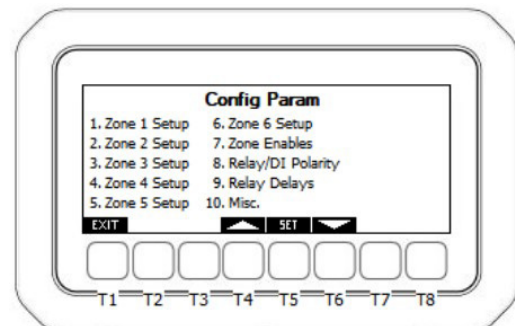 Config Param
1. Zone 1 Setup
2. Zone 2 Setup
3. Zone 3 Setup
4. Zone 4 Setup
5. Zone 5 Setup
6. Zone 6 Setup
7. Zone Enables
8. Relay/DI Polarity
9. Relay Delays
10. Misc.
EXIT SET
T1 T2 T3 T4 T5 T6 T7 T8